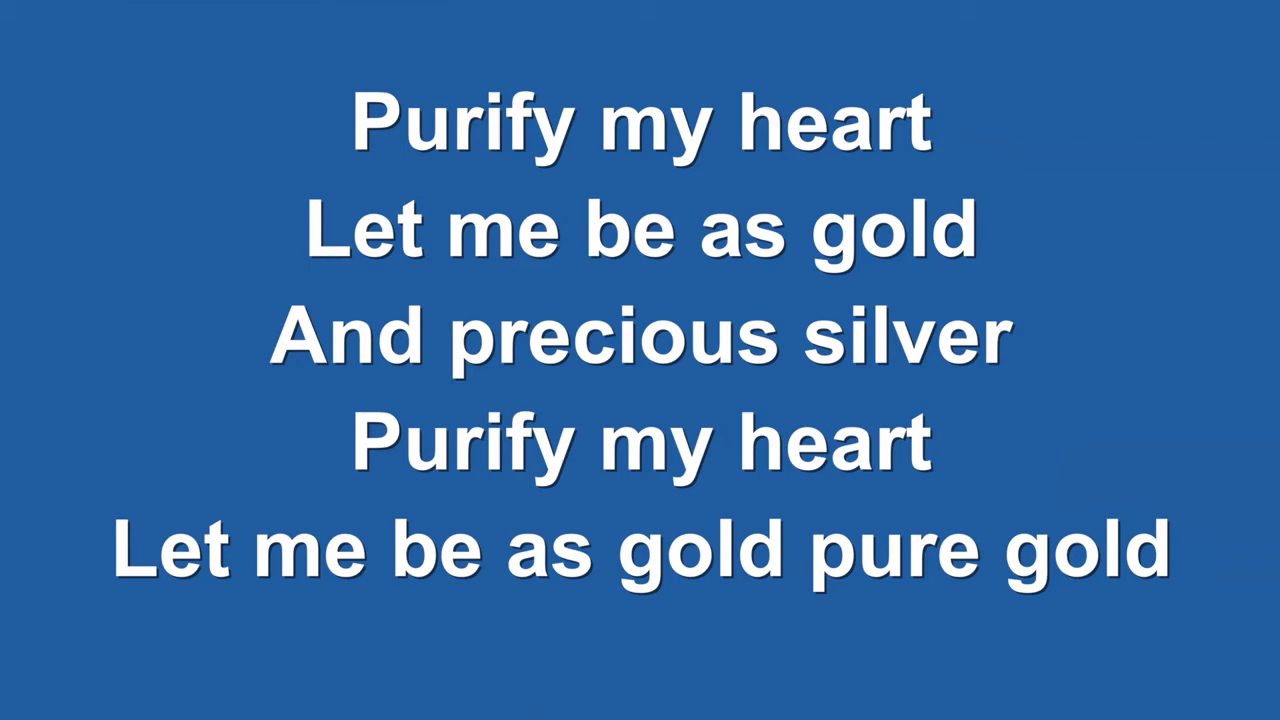 Purify my heart
Let me be as gold
And precious silver
Purify my heart
Let me be as gold pure gold